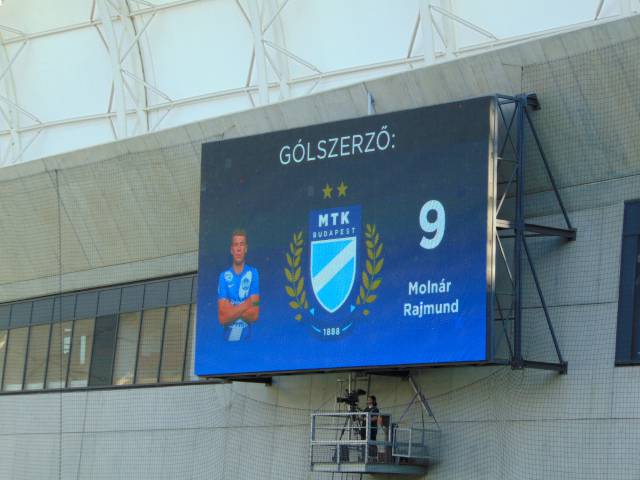 GÓLSZERZŐ:
MTK
BUDAPEST
1888
9
Molnár
Rajmund